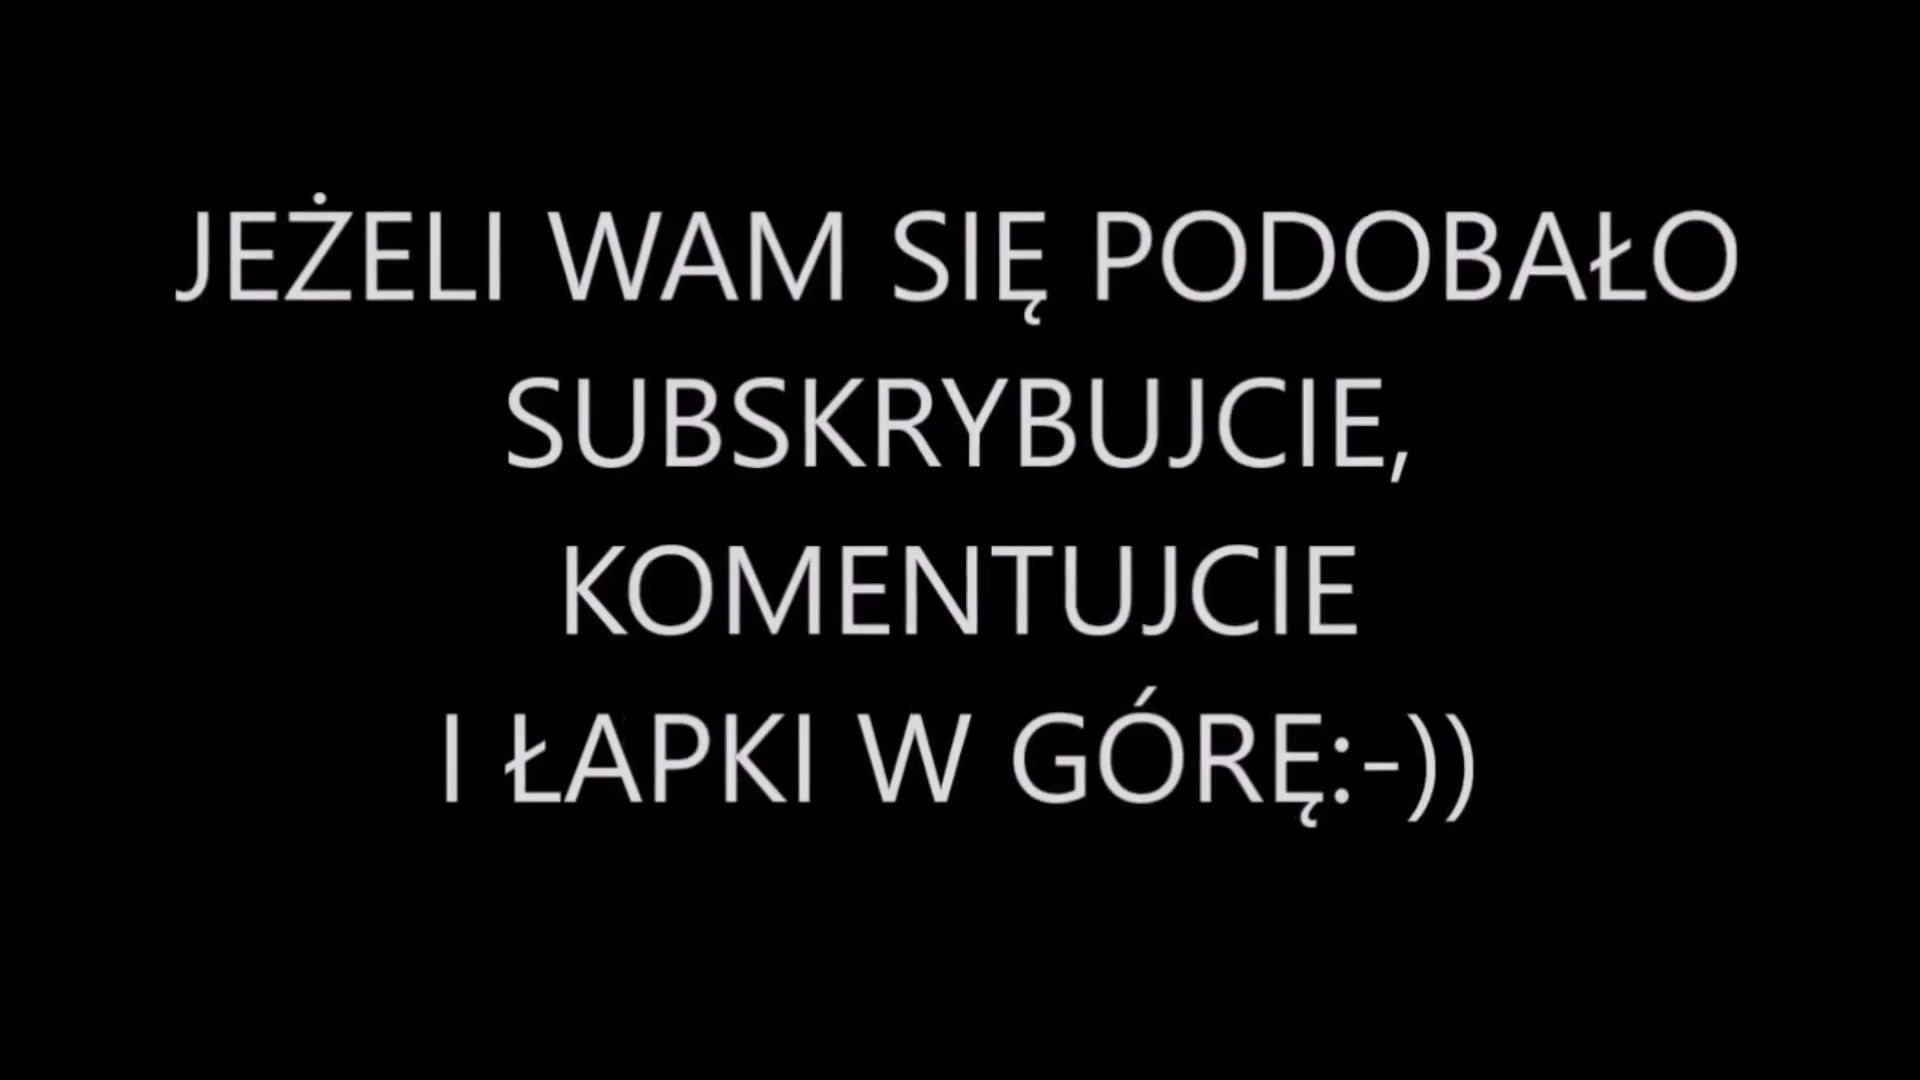 JEŻELI WAM SIĘ PODOBAŁO
SUBSKRYBUJCIE,
KOMENTUJCIE
I ŁAPKI W GÓRĘ:-))